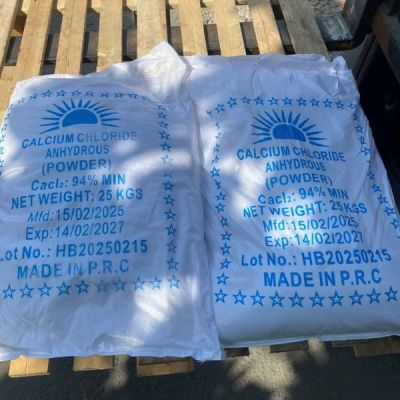 CALCIUM CHLORIDE
ANHYDROUS
(POWDER)
Cacl₂: 94% MIN
NET WEIGHT: 25 KGS
Mfd: 15/02/2025
Exp: 14/02/2027
Lot No.: HB20250215
MADE IN P.R.C
CALCIUM CHLORIDE
ANHYDROUS
(POWDER)
Cacl₂: 94% MIN
NET WEIGHT: 25KGS
Mfd: 15/02/2025
Exp: 14/02/2027
Lot No.: HB20250215
MADE IN P.R.C